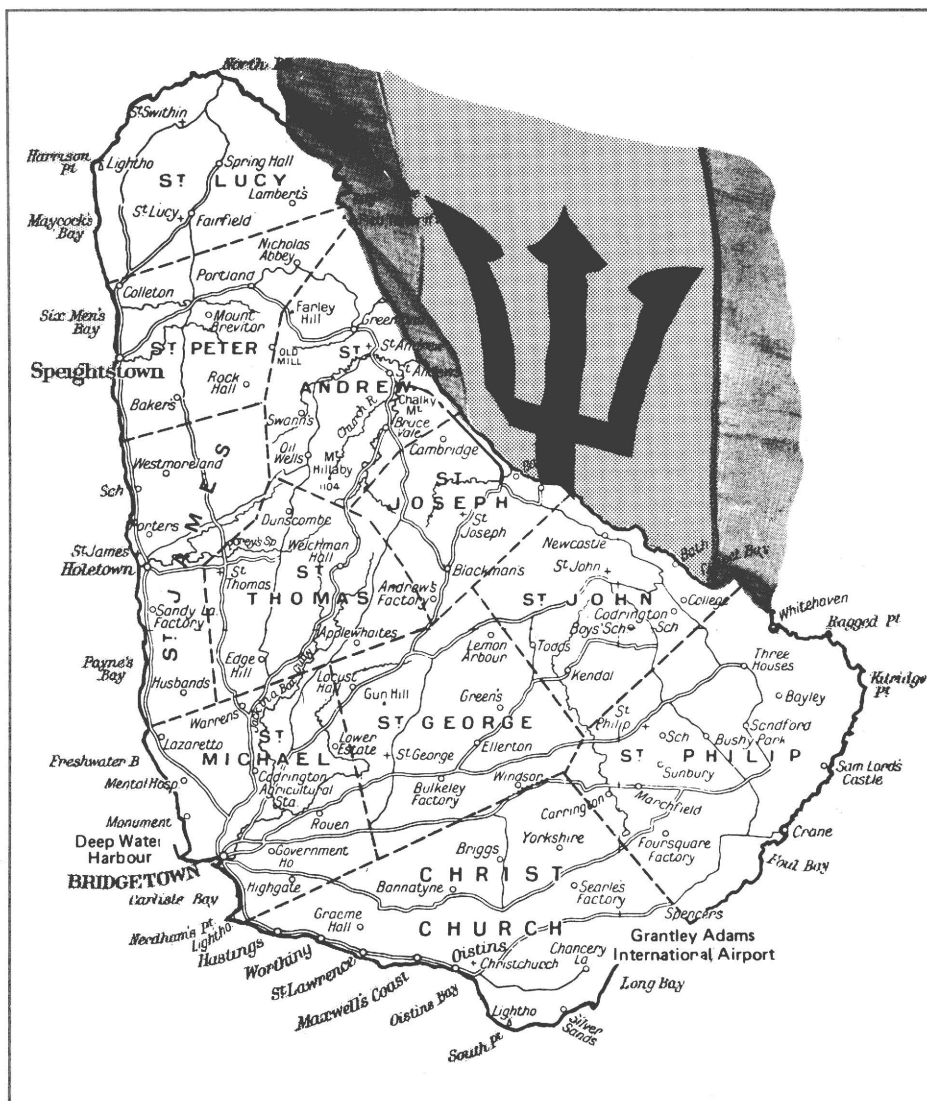 North
St Swithin
Harrison
Pt
Lightho
Spring Hall
ST LUCY
Lambert's
St Lucy
Fairfield
Maycock's
Bay
Nicholas
Abbey
Portland
Colleton
Six Men's
Bay
Mount
Brevitor
Farley
Hill
ST PETER
OLD
MILL
ST
St Andrew
Speightstown
Rock
Hall
ANDREW
Bakers
Swann's
Chalky
Mt
Bruce
Vale
Oil
Wells
Mt
Hillaby
1104
Cambridge
Westmoreland
Sch
ST
JOSEPH
Dunscombe
St
Joseph
Porters
St James
Holetown
Welchman
Hall
Newcastle
Bath
St
Thomas
ST
THOMAS
Blackman's
St John
ST JOHN
Andrew's
Factory
College
Codrington
Sch
Boys' Sch
Whitehaven
Ragged Pt
ST JAMES
Sandy La
Factory
Applewhaites
Lemon
Arbour
Todds
Three
Houses
Payne's
Bay
Edge
Hill
Locust
Hall
Kendal
Kitridge
Pt
Husbands
Gun Hill
Green's
Bayley
Warrens
ST GEORGE
St
Philip
Sandford
Lazaretto
ST
MICHAEL
Lower
Estate
St George
Ellerton
Sch
Bushy Park
ST PHILIP
Freshwater B
Mental Hosp
Codrington
Agricultural
Sta.
Bulkeley
Factory
Windsor
Sunbury
Sam Lord's
Castle
Marchfield
Carrington
Monument
Rouen
Deep Water
Harbour
Government
Ho
Briggs
Yorkshire
Foursquare
Factory
Crane
Foul Bay
BRIDGETOWN
Highgate
Bannatyne
CHRIST
Searle's
Factory
Carlisle Bay
Needham's Pt
Lightho
Graeme
Hall
CHURCH
Spencers
Grantley Adams
International Airport
Hastings
Worthing
St Lawrence
Maxwell's Coast
Oistins
Christchurch
Chancery
La
Oistins Bay
Long Bay
Lightho
Silver
Sands
South Pt